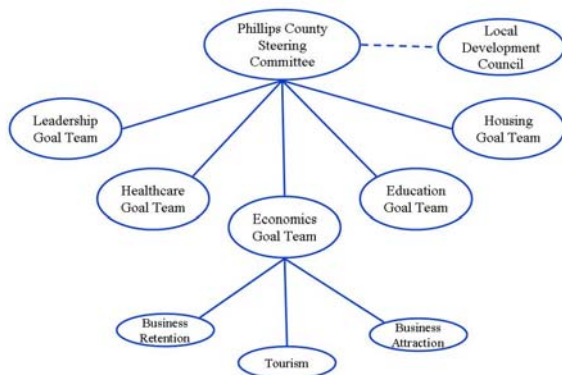 Phillips County
Steering
Committee
Local
Development
Council
Leadership
Goal Team
Housing
Goal Team
Healthcare
Goal Team
Education
Goal Team
Economics
Goal Team
Business
Retention
Business
Attraction
Tourism